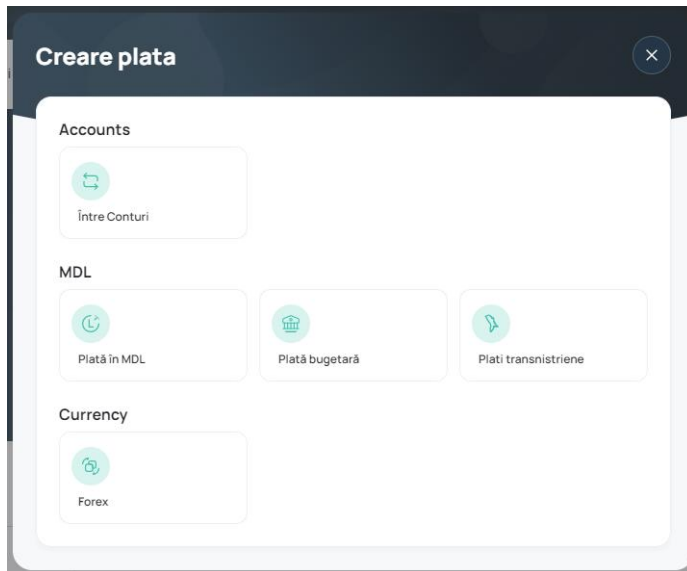 Creare plata
Accounts
Între Conturi
MDL
Plată în MDL
Plată bugetară
Plati transnistriene
Currency
Forex